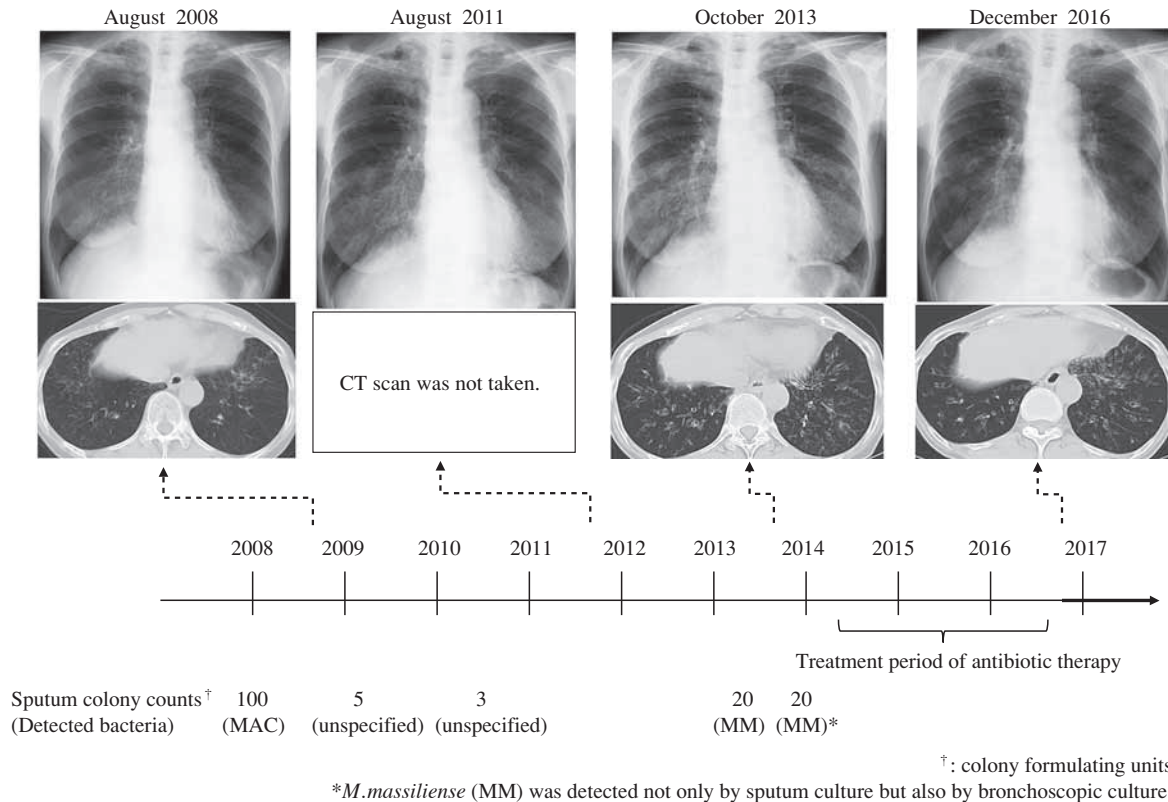 August 2008 August 2011 October 2013 December 2016
CT scan was not taken.
2008 2009 2010 2011 2012 2013 2014 2015 2016 2017
Treatment period of antibiotic therapy
Sputum colony counts† 100 5 3 20 20
(Detected bacteria) (MAC) (unspecified) (unspecified) (MM) (MM)*
†: colony formulating units
*M.massiliense (MM) was detected not only by sputum culture but also by bronchoscopic culture